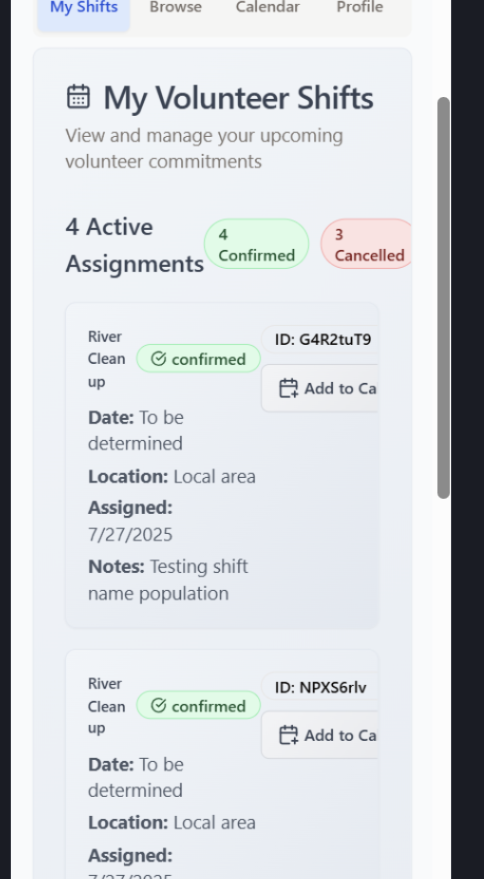 My Shifts Browse Calendar Profile
My Volunteer Shifts
View and manage your upcoming
volunteer commitments
4 Active
Assignments
4
Confirmed
3
Cancelled
River
Clean
up
confirmed
ID: G4R2tuT9
Add to Ca
Date: To be
determined
Location: Local area
Assigned:
7/27/2025
Notes: Testing shift
name population
River
Clean
up
confirmed
ID: NPXS6rlv
Add to Ca
Date: To be
determined
Location: Local area
Assigned:
7/27/2025